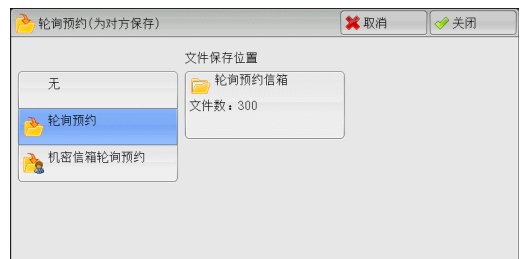 轮询预约(为对方保存)
取消
关闭
文件保存位置
无
轮询预约
机密信箱轮询预约
轮询预约信箱
文件数：300